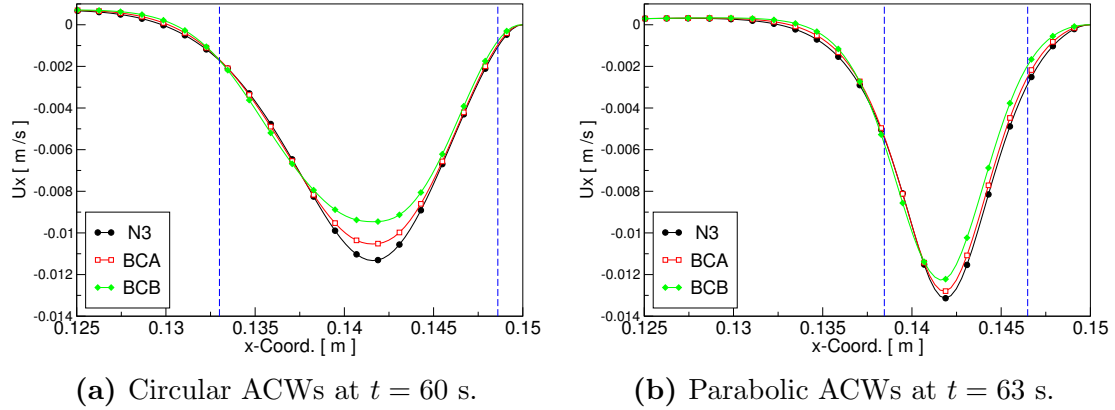 0
-0.002
-0.004
-0.006
-0.008
-0.01
-0.012
-0.014
Ux [ m /s ]
N3
BCA
BCB
0.125 0.13 0.135 0.14 0.145 0.15
x-Coord. [ m ]
(a) Circular ACWs at t = 60 s.
0
-0.002
-0.004
-0.006
-0.008
-0.01
-0.012
-0.014
Ux [ m /s ]
N3
BCA
BCB
0.125 0.13 0.135 0.14 0.145 0.15
x-Coord. [ m ]
(b) Parabolic ACWs at t = 63 s.